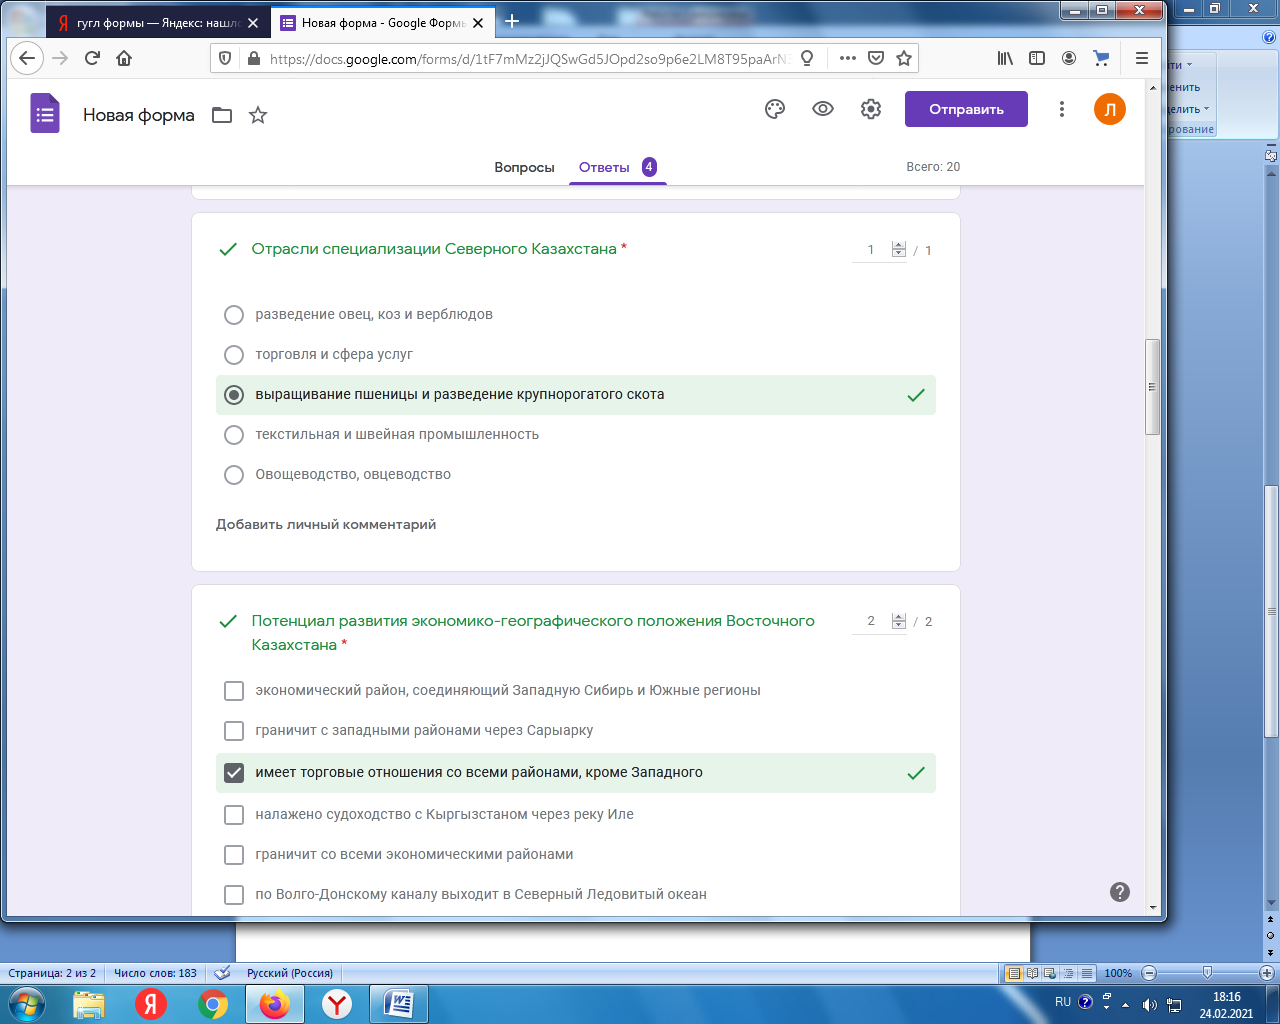 гугл формы — Яндекс: нашло
Новая форма - Google Формы
https://docs.google.com/forms/d/1tF7mMz2jJQSwGd5JOpd2so9p6e2LM8T95paArN
Новая форма
Отправить
Л
Вопросы
Ответы 4
Всего: 20
Отрасли специализации Северного Казахстана *
1 / 1
разведение овец, коз и верблюдов
торговля и сфера услуг
выращивание пшеницы и разведение крупнорогатого скота
текстильная и швейная промышленность
Овощеводство, овцеводство
Добавить личный комментарий
Потенциал развития экономико-географического положения Восточного
Казахстана *
2 / 2
экономический район, соединяющий Западную Сибирь и Южные регионы
граничит с западными районами через Сарыарку
имеет торговые отношения со всеми районами, кроме Западного
налажено судоходство с Кыргызстаном через реку Иле
граничит со всеми экономическими районами
по Волго-Донскому каналу выходит в Северный Ледовитый океан
Страница: 2 из 2
Число слов: 183
Русский (Россия)
100%
RU
18:16
24.02.2021